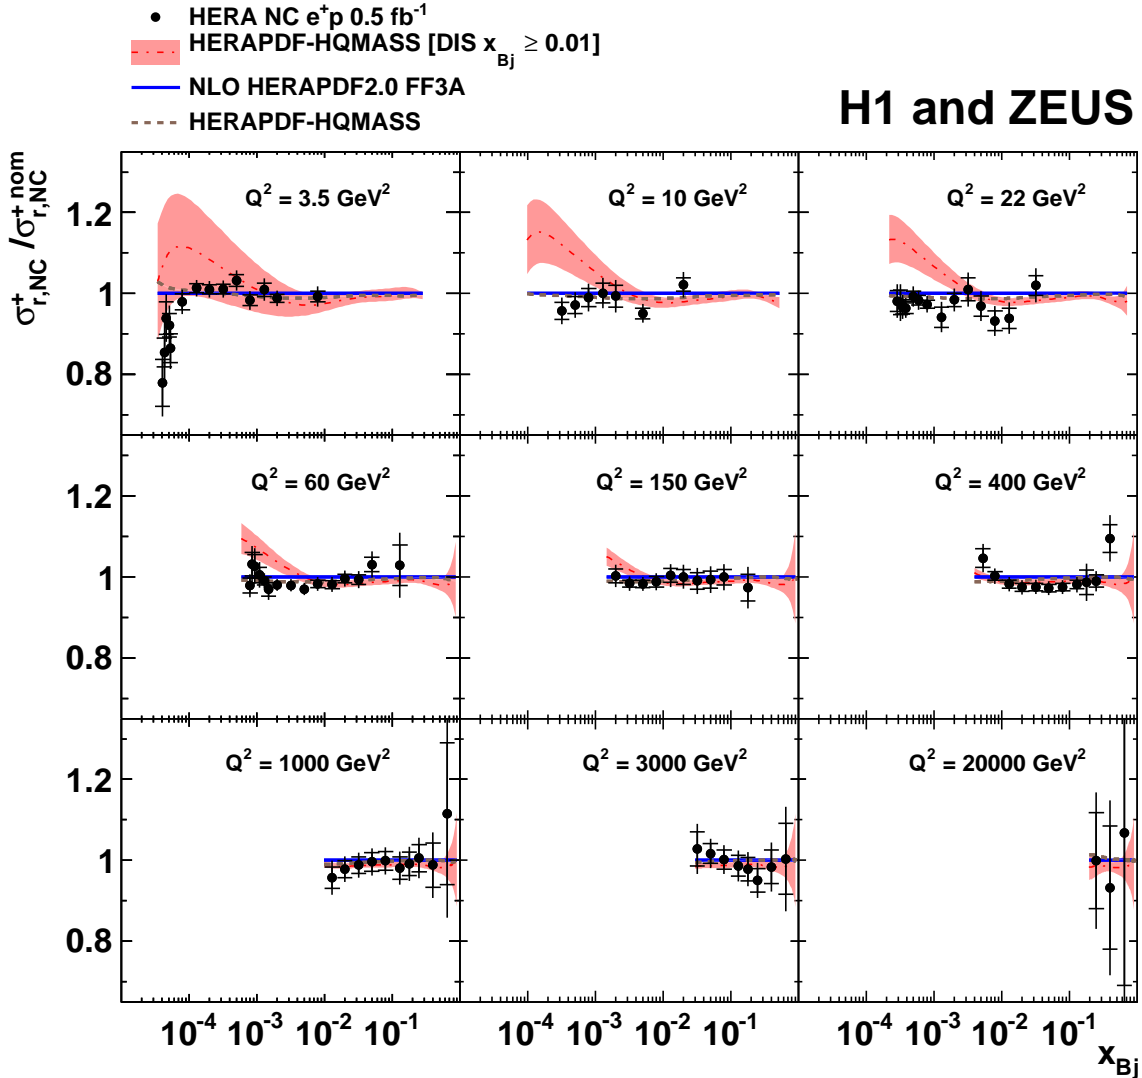 HERA NC e⁺p 0.5 fb⁻¹
HERAPDF-HQMASS [DIS x_Bj ≥ 0.01]
NLO HERAPDF2.0 FF3A
HERAPDF-HQMASS
H1 and ZEUS
σ⁺_r,NC /σ⁺ nom_r,NC
Q² = 3.5 GeV²
Q² = 10 GeV²
Q² = 22 GeV²
1.2
1
0.8
Q² = 60 GeV²
Q² = 150 GeV²
Q² = 400 GeV²
1.2
1
0.8
Q² = 1000 GeV²
Q² = 3000 GeV²
Q² = 20000 GeV²
1.2
1
0.8
10⁻⁴ 10⁻³ 10⁻² 10⁻¹ 10⁻⁴ 10⁻³ 10⁻² 10⁻¹ 10⁻⁴ 10⁻³ 10⁻² 10⁻¹
x_Bj